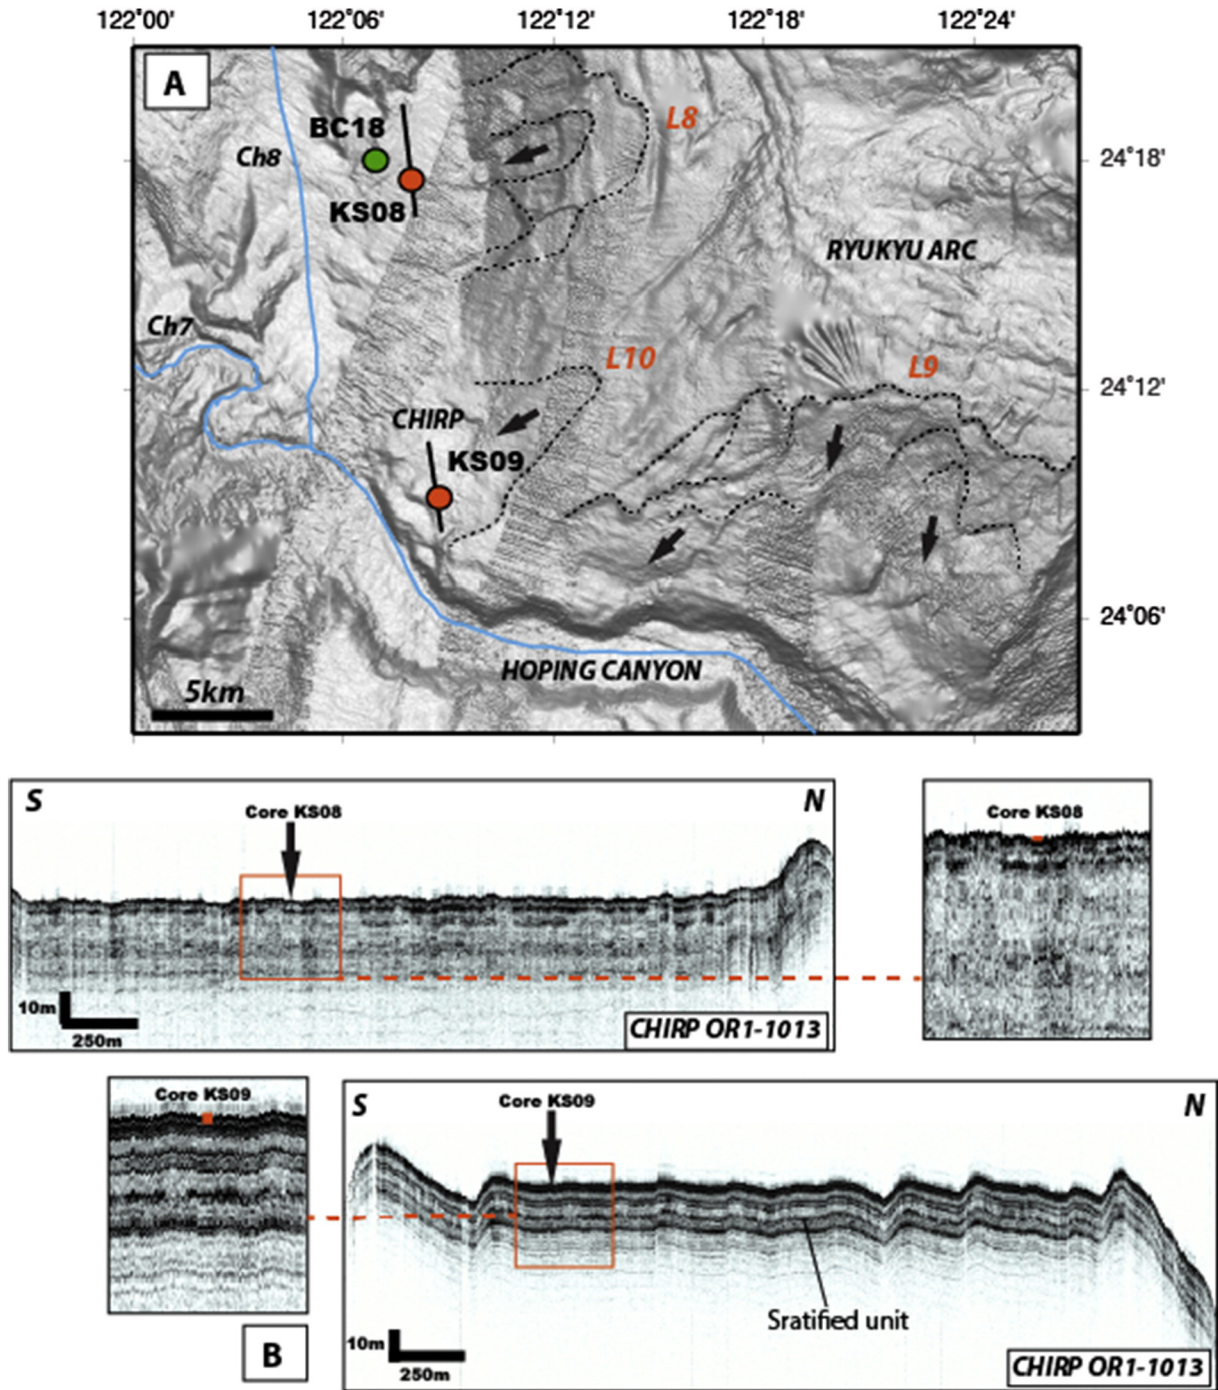 122°00' 122°06' 122°12' 122°18' 122°24'
A
L8
BC18
Ch8
24°18'
KS08
RYUKYU ARC
Ch7
L10
L9
24°12'
CHIRP
KS09
24°06'
HOPING CANYON
5km
S
Core KS08
N
10m
250m
CHIRP OR1-1013
Core KS08
Core KS09
B
S
Core KS09
N
Sratified unit
10m
250m
CHIRP OR1-1013